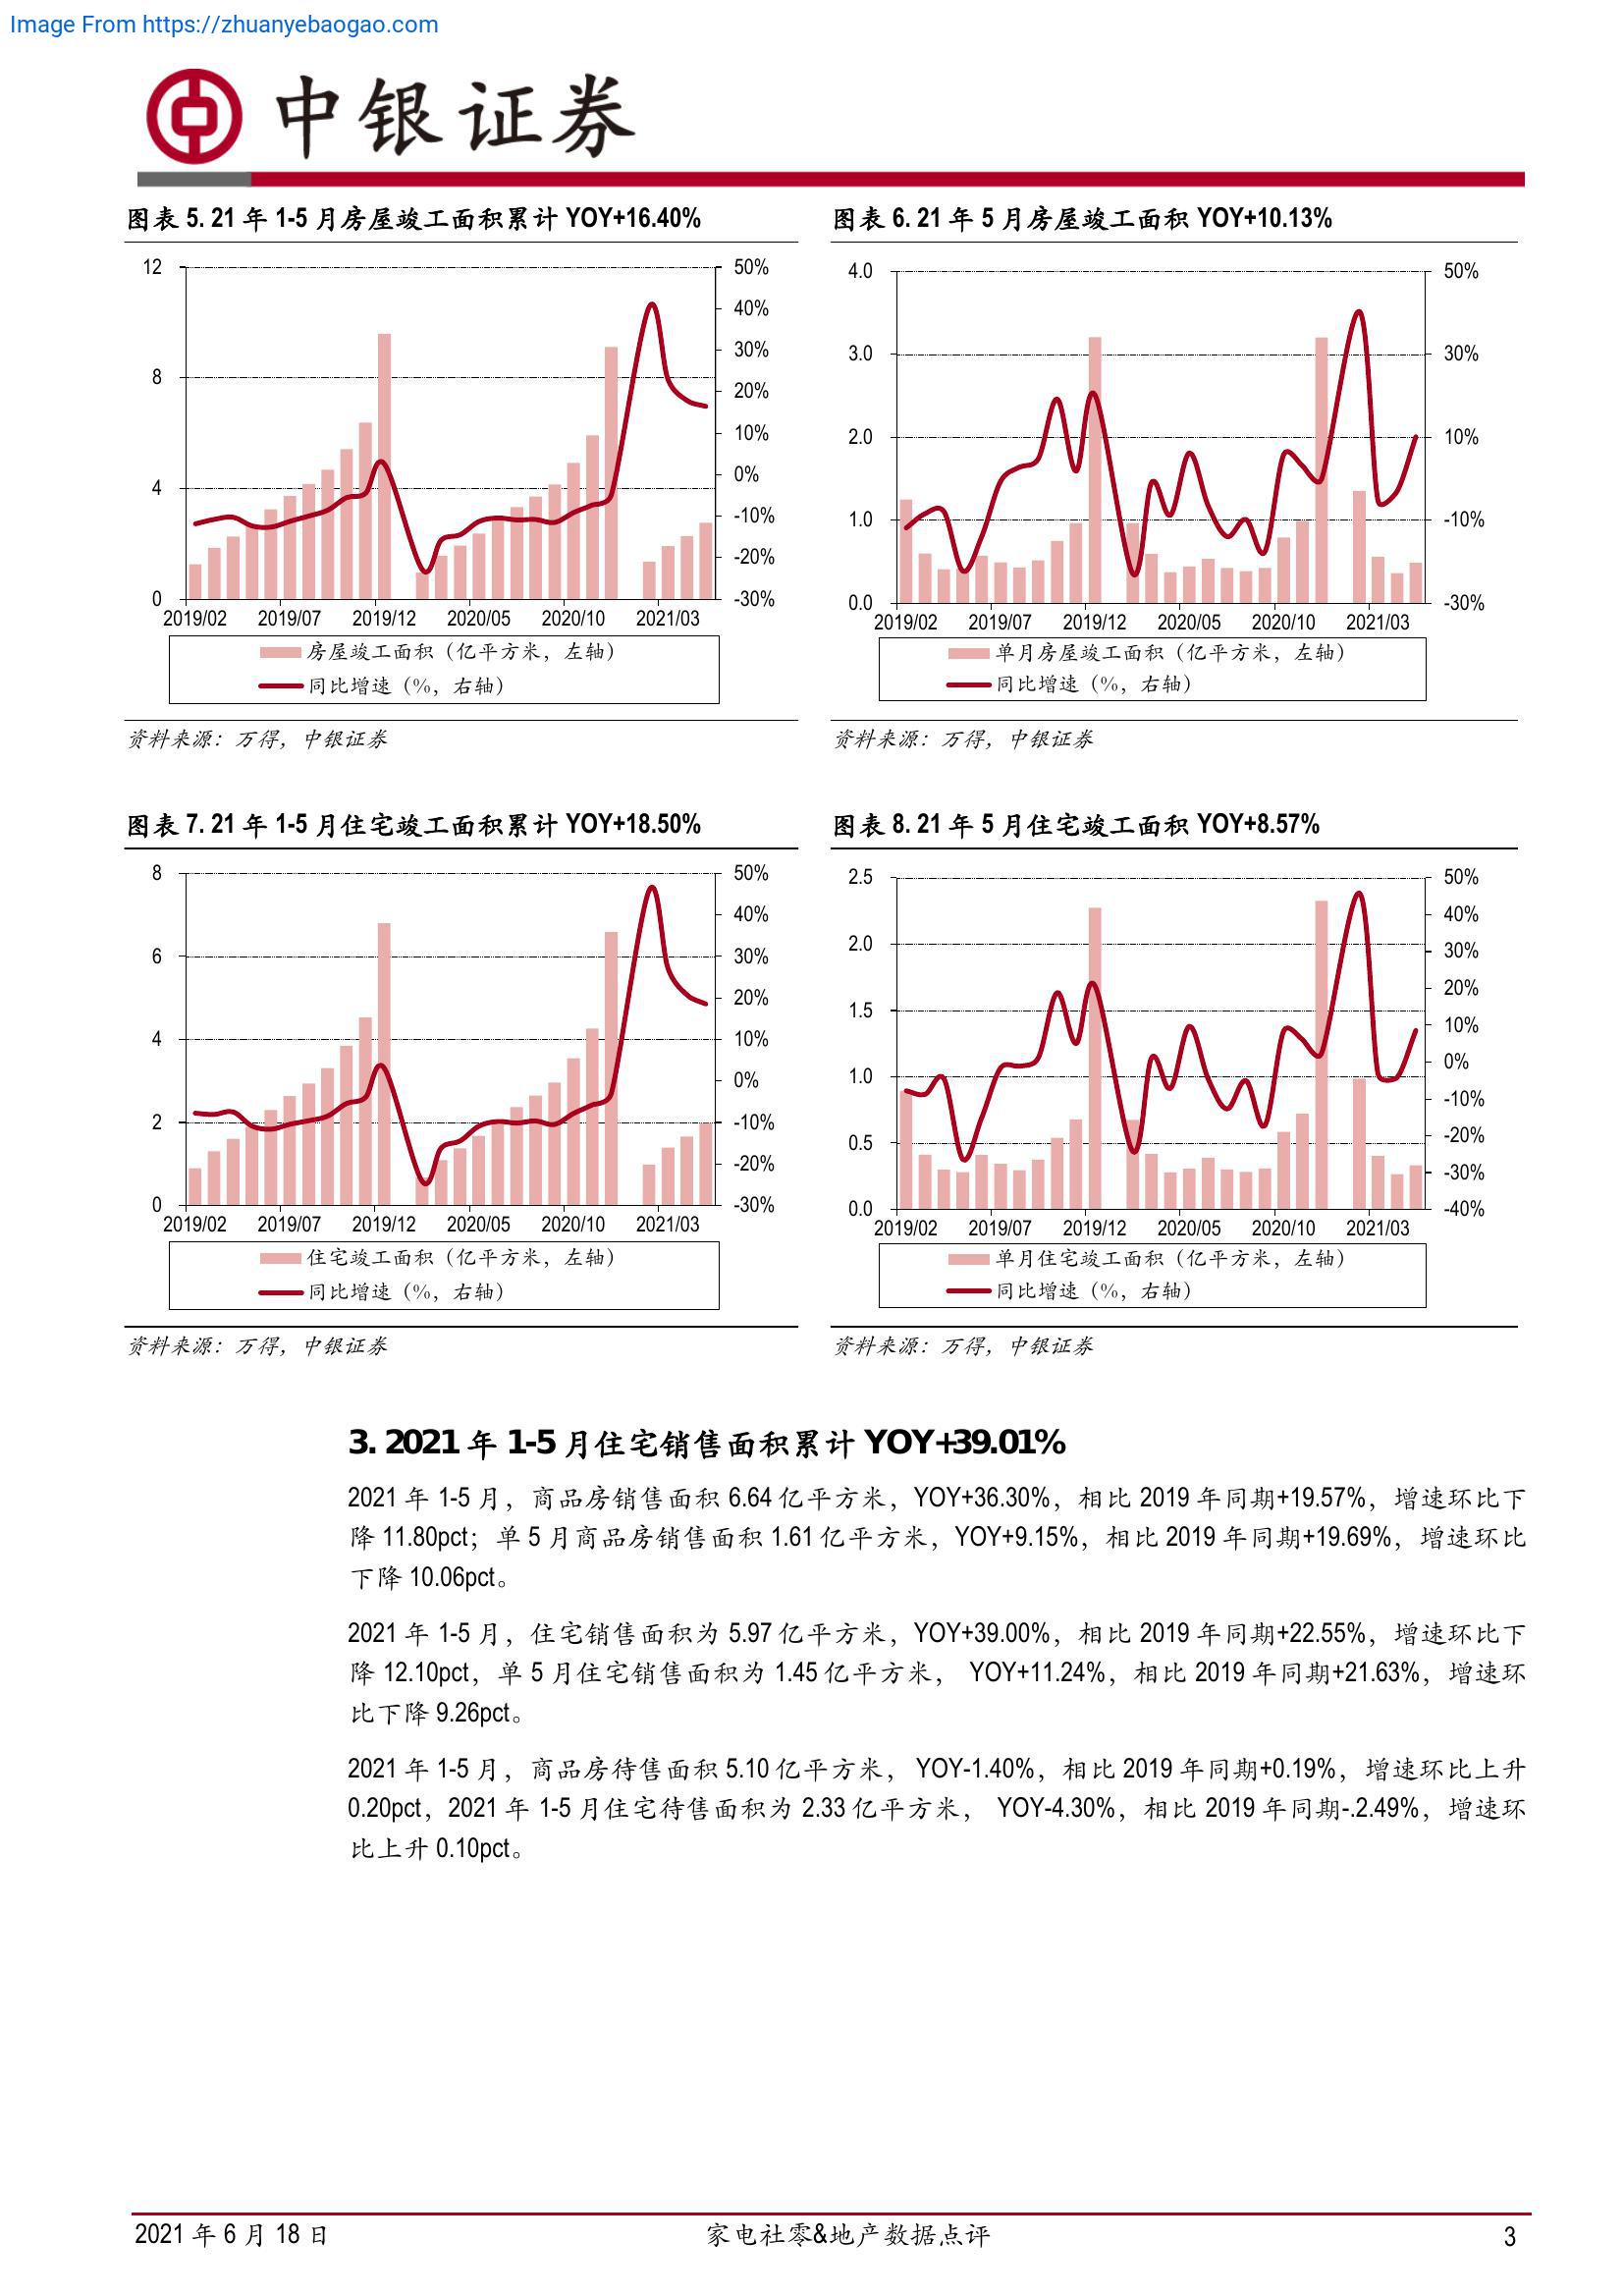 Image From https://zhuanyebaogao.com
中银证券
图表 5. 21 年 1-5 月房屋竣工面积累计 YOY+16.40%
12
8
4
0
50%
40%
30%
20%
10%
0%
-10%
-20%
-30%
2019/02 2019/07 2019/12 2020/05 2020/10 2021/03
房屋竣工面积（亿平方米，左轴）
同比增速（%，右轴）
资料来源：万得，中银证券
图表 6. 21 年 5 月房屋竣工面积 YOY+10.13%
4.0
3.0
2.0
1.0
0.0
50%
30%
10%
-10%
-30%
2019/02 2019/07 2019/12 2020/05 2020/10 2021/03
单月房屋竣工面积（亿平方米，左轴）
同比增速（%，右轴）
资料来源：万得，中银证券
图表 7. 21 年 1-5 月住宅竣工面积累计 YOY+18.50%
8
6
4
2
0
50%
40%
30%
20%
10%
0%
-10%
-20%
-30%
2019/02 2019/07 2019/12 2020/05 2020/10 2021/03
住宅竣工面积（亿平方米，左轴）
同比增速（%，右轴）
资料来源：万得，中银证券
图表 8. 21 年 5 月住宅竣工面积 YOY+8.57%
2.5
2.0
1.5
1.0
0.5
0.0
50%
40%
30%
20%
10%
0%
-10%
-20%
-30%
-40%
2019/02 2019/07 2019/12 2020/05 2020/10 2021/03
单月住宅竣工面积（亿平方米，左轴）
同比增速（%，右轴）
资料来源：万得，中银证券
3. 2021 年 1-5 月住宅销售面积累计 YOY+39.01%
2021 年 1-5 月，商品房销售面积 6.64 亿平方米，YOY+36.30%，相比 2019 年同期+19.57%，增速环比下
降 11.80pct；单 5 月商品房销售面积 1.61 亿平方米，YOY+9.15%，相比 2019 年同期+19.69%，增速环比
下降 10.06pct。
2021 年 1-5 月，住宅销售面积为 5.97 亿平方米，YOY+39.00%，相比 2019 年同期+22.55%，增速环比下
降 12.10pct，单 5 月住宅销售面积为 1.45 亿平方米， YOY+11.24%，相比 2019 年同期+21.63%，增速环
比下降 9.26pct。
2021 年 1-5 月，商品房待售面积 5.10 亿平方米， YOY-1.40%，相比 2019 年同期+0.19%，增速环比上升
0.20pct，2021 年 1-5 月住宅待售面积为 2.33 亿平方米， YOY-4.30%，相比 2019 年同期-.2.49%，增速环
比上升 0.10pct。
2021 年 6 月 18 日
家电社零&地产数据点评
3